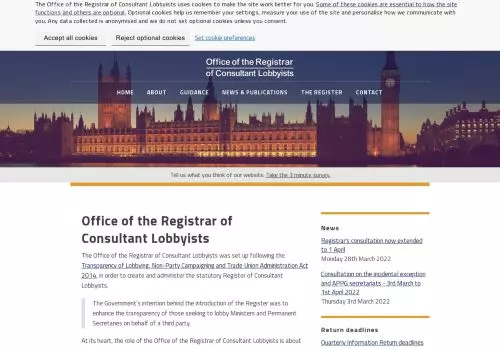 The Office of the Registrar of Consultant Lobbyists uses cookies to make the site work better for you. Some of these cookies are essential to how the site
functions and others are optional. Optional cookies help us remember your settings, measure your use of the site and personalise how we communicate with
you. Any data collected is anonymised and we do not set optional cookies unless you consent.
Accept all cookies
Reject optional cookies
Set cookie preferences
Office of the Registrar
of Consultant Lobbyists
HOME ABOUT GUIDANCE NEWS & PUBLICATIONS THE REGISTER CONTACT
Tell us what you think of our website. Take the 3 minute survey.
Office of the Registrar of
Consultant Lobbyists
The Office of the Registrar of Consultant Lobbyists was set up following the
Transparency of Lobbying, Non-Party Campaigning and Trade Union Administration Act
2014, in order to create and administer the statutory Register of Consultant
Lobbyists.
The Government's intention behind the introduction of the Register was to
enhance the transparency of those seeking to lobby Ministers and Permanent
Secretaries on behalf of a third party.
At its heart, the role of the Office of the Registrar of Consultant Lobbyists is about
News
Registrar's consultation now extended
to 1 April
Monday 28th March 2022
Consultation on the incidental exception
and APPG secretariats - 3rd March to
1st April 2022
Thursday 3rd March 2022
Return deadlines
Quarterly Information Return deadlines